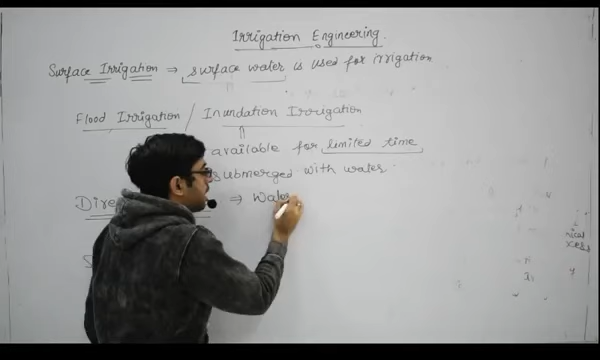 Irrigation Engineering.
Surface Irrigation ⇒ surface water is used for irrigation
Flood Irrigation / Inundation Irrigation
available for limited time,
submerged with water.
⇒ Water